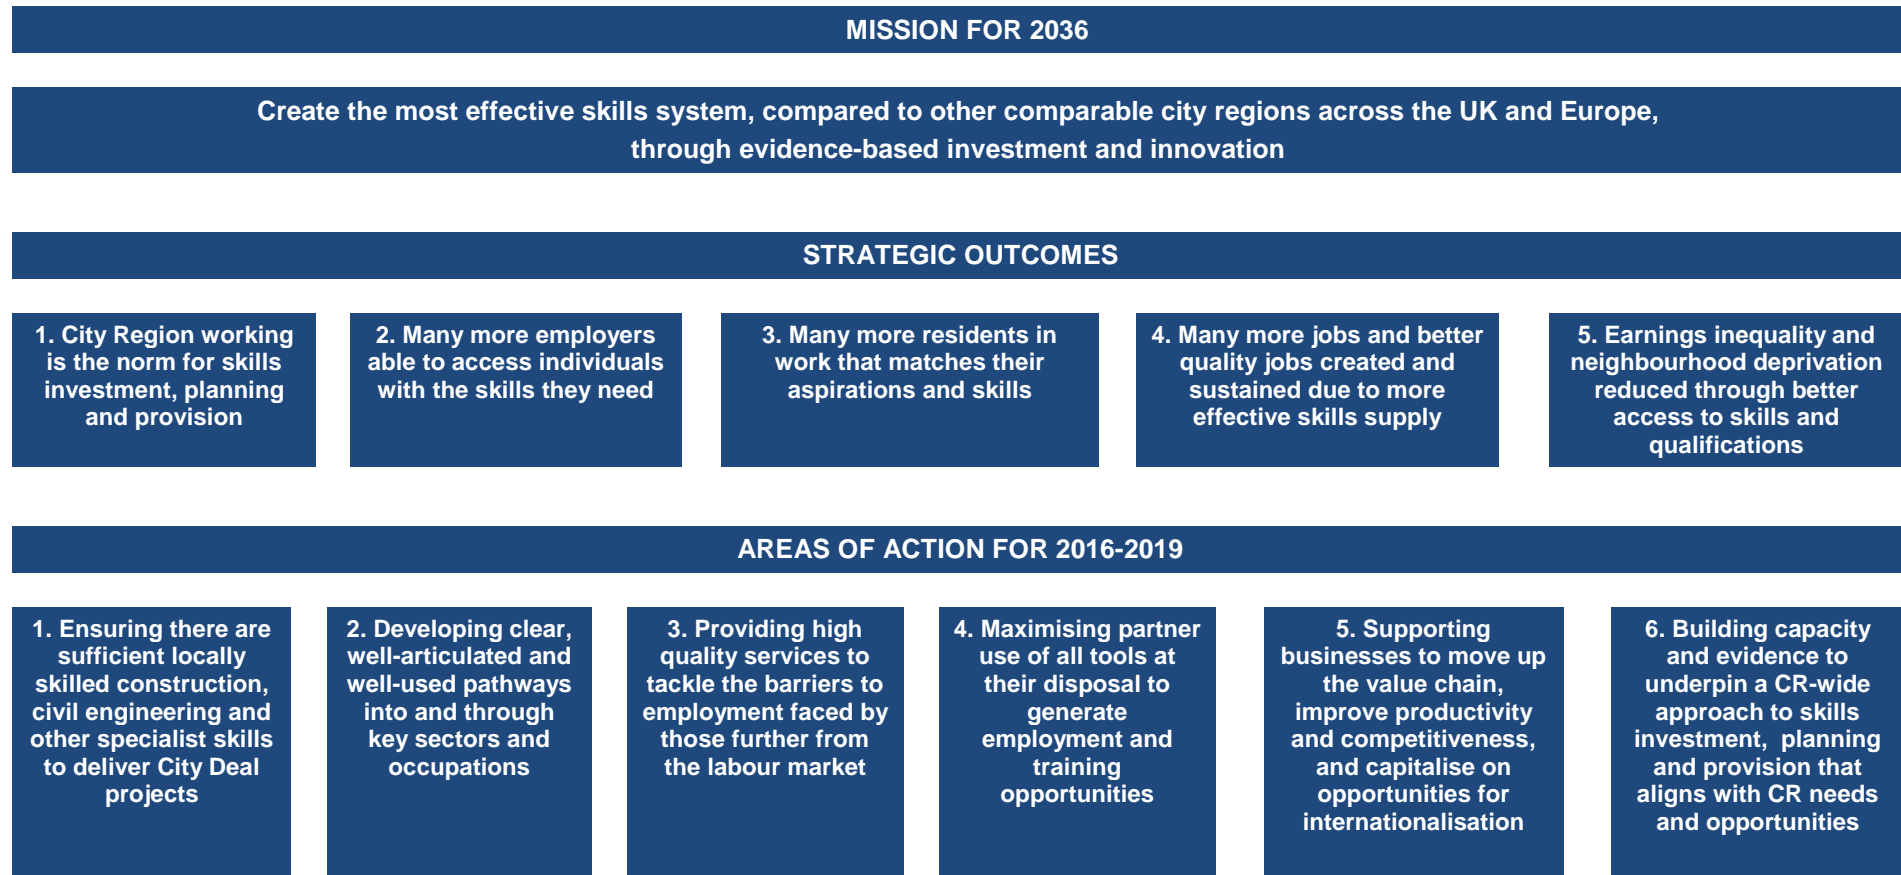 MISSION FOR 2036
Create the most effective skills system, compared to other comparable city regions across the UK and Europe,
through evidence-based investment and innovation
STRATEGIC OUTCOMES
1. City Region working
is the norm for skills
investment, planning
and provision
2. Many more employers
able to access individuals
with the skills they need
3. Many more residents in
work that matches their
aspirations and skills
4. Many more jobs and better
quality jobs created and
sustained due to more
effective skills supply
5. Earnings inequality and
neighbourhood deprivation
reduced through better
access to skills and
qualifications
AREAS OF ACTION FOR 2016-2019
1. Ensuring there are
sufficient locally
skilled construction,
civil engineering and
other specialist skills
to deliver City Deal
projects
2. Developing clear,
well-articulated and
well-used pathways
into and through
key sectors and
occupations
3. Providing high
quality services to
tackle the barriers to
employment faced by
those further from
the labour market
4. Maximising partner
use of all tools at
their disposal to
generate
employment and
training
opportunities
5. Supporting
businesses to move up
the value chain,
improve productivity
and competitiveness,
and capitalise on
opportunities for
internationalisation
6. Building capacity
and evidence to
underpin a CR-wide
approach to skills
investment, planning
and provision that
aligns with CR needs
and opportunities